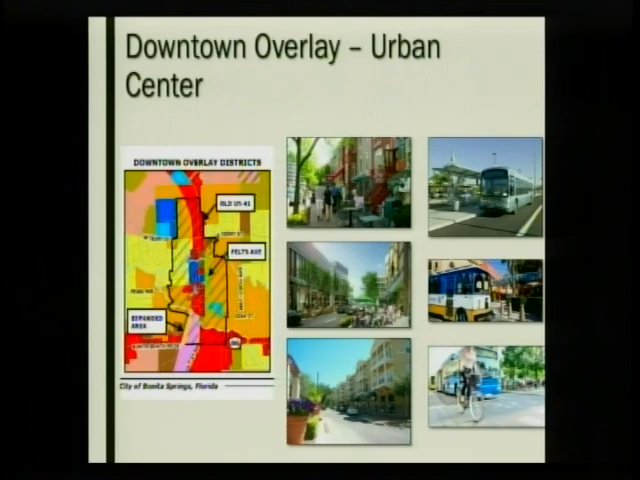 Downtown Overlay – Urban
Center
DOWNTOWN OVERLAY DISTRICTS
OLD US 41
FELTS AVE
EXPANDED
AREA
City of Bonita Springs, Florida